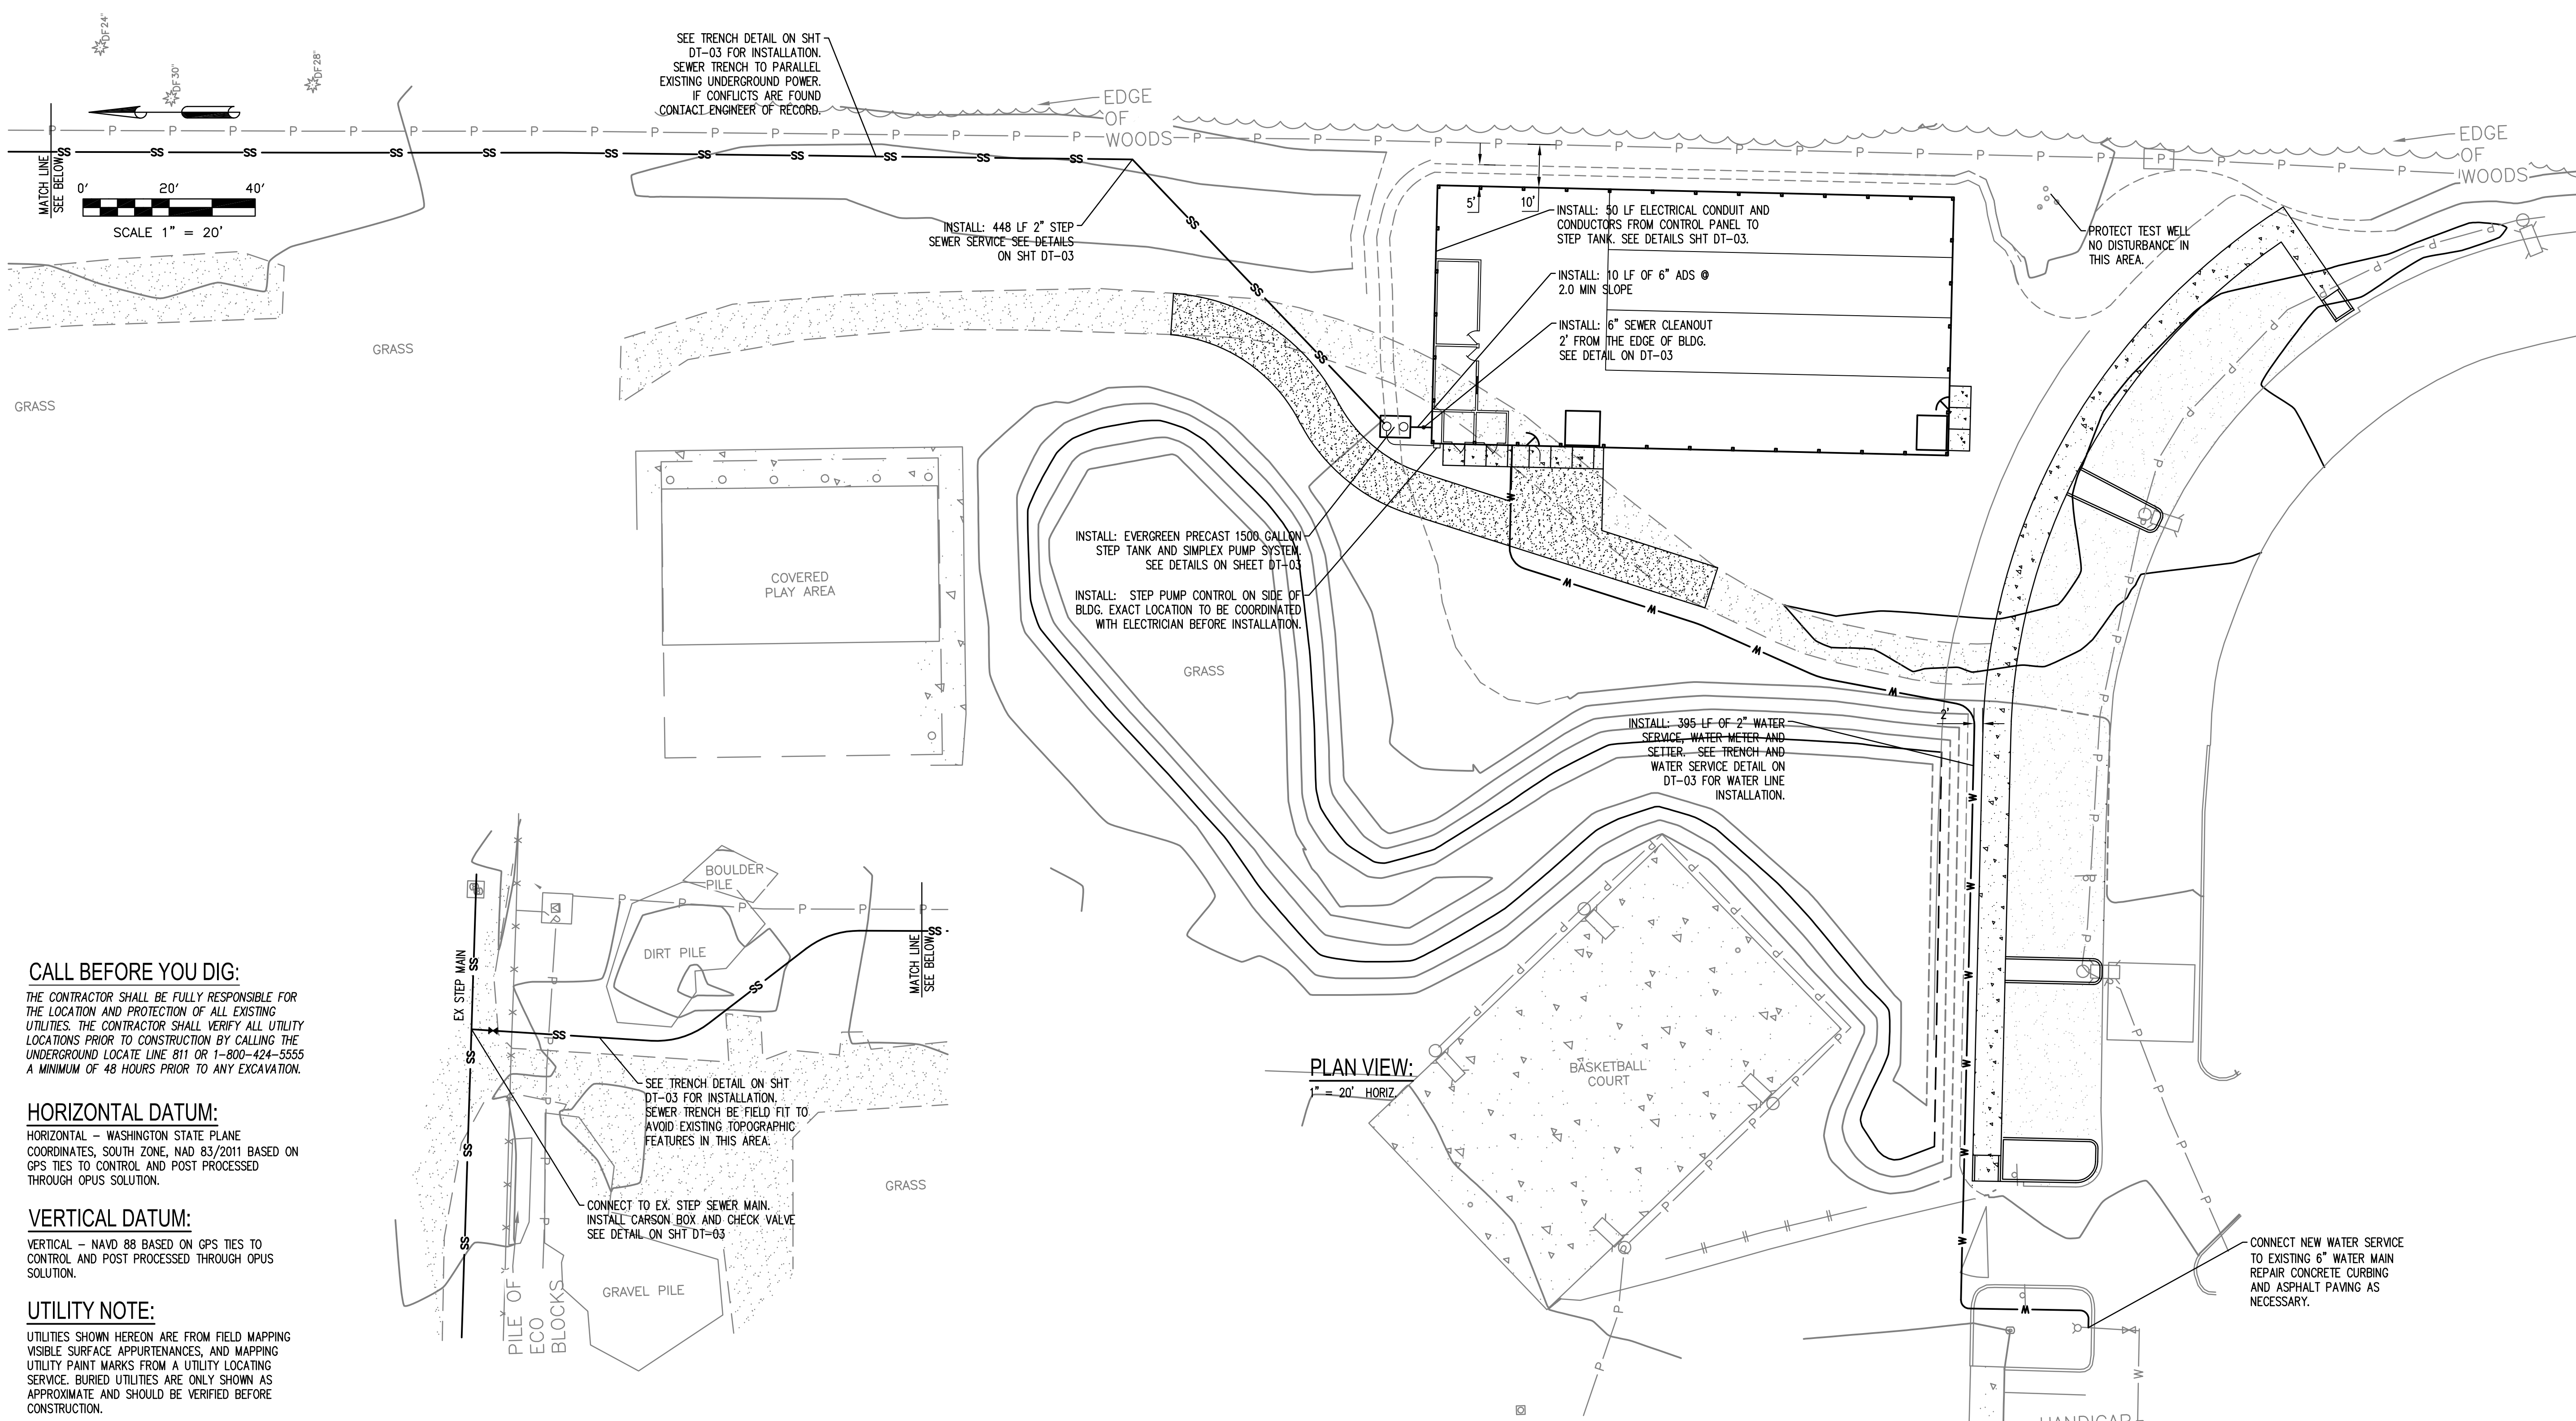 DF24"
DF30"
DF28"
SEE TRENCH DETAIL ON SHT
DT-03 FOR INSTALLATION.
SEWER TRENCH TO PARALLEL
EXISTING UNDERGROUND POWER.
IF CONFLICTS ARE FOUND
CONTACT ENGINEER OF RECORD.
EDGE
OF
WOODS
EDGE
OF
WOODS
MATCH LINE
SEE BELOW
0' 20' 40'
SCALE 1" = 20'
INSTALL: 448 LF 2" STEP
SEWER SERVICE SEE DETAILS
ON SHT DT-03
5'
10'
INSTALL: 50 LF ELECTRICAL CONDUIT AND
CONDUCTORS FROM CONTROL PANEL TO
STEP TANK. SEE DETAILS SHT DT-03.
INSTALL: 10 LF OF 6" ADS @
2.0 MIN SLOPE
INSTALL: 6" SEWER CLEANOUT
2' FROM THE EDGE OF BLDG.
SEE DETAIL ON DT-03
PROTECT TEST WELL
NO DISTURBANCE IN
THIS AREA.
GRASS
GRASS
COVERED
PLAY AREA
INSTALL: EVERGREEN PRECAST 1500 GALLON
STEP TANK AND SIMPLEX PUMP SYSTEM.
SEE DETAILS ON SHEET DT-03
INSTALL: STEP PUMP CONTROL ON SIDE OF
BLDG. EXACT LOCATION TO BE COORDINATED
WITH ELECTRICIAN BEFORE INSTALLATION.
GRASS
2'
INSTALL: 395 LF OF 2" WATER
SERVICE, WATER METER AND
SETTER. SEE TRENCH AND
WATER SERVICE DETAIL ON
DT-03 FOR WATER LINE
INSTALLATION.
BOULDER
PILE
DIRT PILE
EX STEP MAIN
MATCH LINE
SEE BELOW
SEE TRENCH DETAIL ON SHT
DT-03 FOR INSTALLATION.
SEWER TRENCH BE FIELD FIT TO
AVOID EXISTING TOPOGRAPHIC
FEATURES IN THIS AREA.
CONNECT TO EX. STEP SEWER MAIN.
INSTALL CARSON BOX AND CHECK VALVE
SEE DETAIL ON SHT DT-03
GRASS
GRAVEL PILE
PILE OF
ECO
BLOCKS
PLAN VIEW:
1" = 20' HORIZ.
BASKETBALL
COURT
CONNECT NEW WATER SERVICE
TO EXISTING 6" WATER MAIN
REPAIR CONCRETE CURBING
AND ASPHALT PAVING AS
NECESSARY.
CALL BEFORE YOU DIG:
THE CONTRACTOR SHALL BE FULLY RESPONSIBLE FOR
THE LOCATION AND PROTECTION OF ALL EXISTING
UTILITIES. THE CONTRACTOR SHALL VERIFY ALL UTILITY
LOCATIONS PRIOR TO CONSTRUCTION BY CALLING THE
UNDERGROUND LOCATE LINE 811 OR 1-800-424-5555
A MINIMUM OF 48 HOURS PRIOR TO ANY EXCAVATION.
HORIZONTAL DATUM:
HORIZONTAL - WASHINGTON STATE PLANE
COORDINATES, SOUTH ZONE, NAD 83/2011 BASED ON
GPS TIES TO CONTROL AND POST PROCESSED
THROUGH OPUS SOLUTION.
VERTICAL DATUM:
VERTICAL - NAVD 88 BASED ON GPS TIES TO
CONTROL AND POST PROCESSED THROUGH OPUS
SOLUTION.
UTILITY NOTE:
UTILITIES SHOWN HEREON ARE FROM FIELD MAPPING
VISIBLE SURFACE APPURTENANCES, AND MAPPING
UTILITY PAINT MARKS FROM A UTILITY LOCATING
SERVICE. BURIED UTILITIES ARE ONLY SHOWN AS
APPROXIMATE AND SHOULD BE VERIFIED BEFORE
CONSTRUCTION.